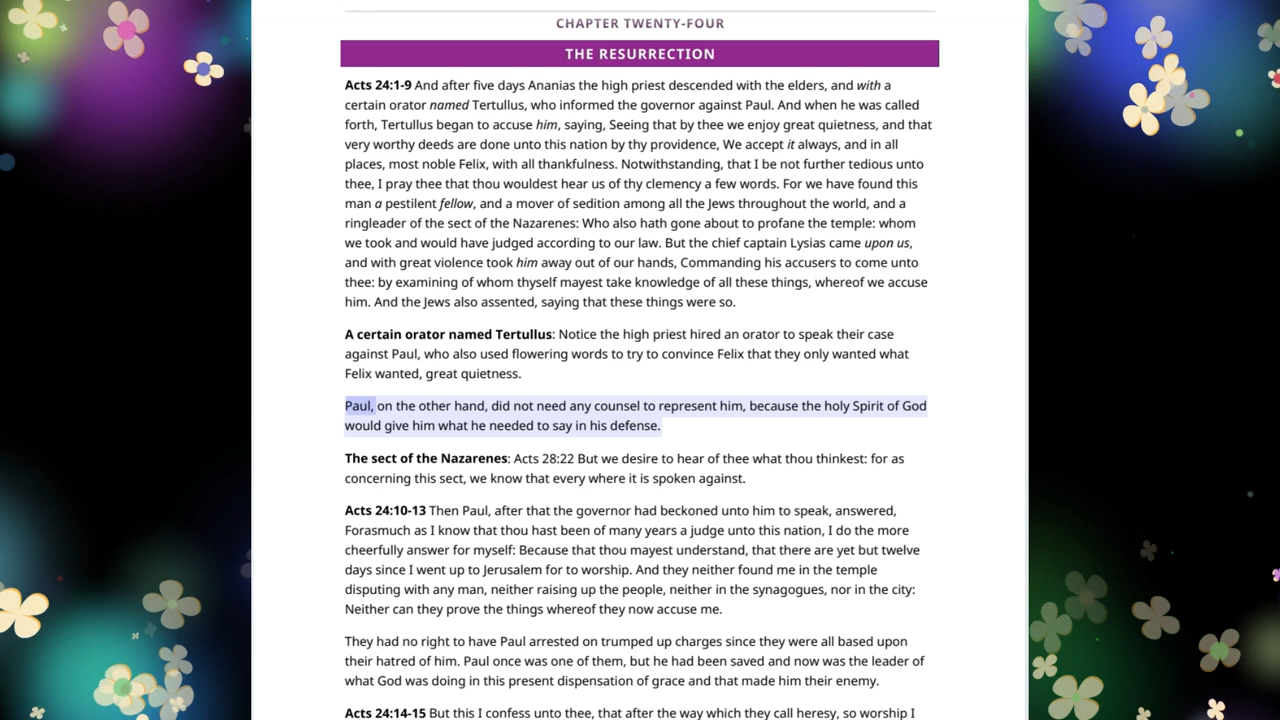 CHAPTER TWENTY-FOUR
THE RESURRECTION
Acts 24:1-9 And after five days Ananias the high priest descended with the elders, and with a
certain orator named Tertullus, who informed the governor against Paul. And when he was called
forth, Tertullus began to accuse him, saying, Seeing that by thee we enjoy great quietness, and that
very worthy deeds are done unto this nation by thy providence, We accept it always, and in all
places, most noble Felix, with all thankfulness. Notwithstanding, that I be not further tedious unto
thee, I pray thee that thou wouldest hear us of thy clemency a few words. For we have found this
man a pestilent fellow, and a mover of sedition among all the Jews throughout the world, and a
ringleader of the sect of the Nazarenes: Who also hath gone about to profane the temple: whom
we took and would have judged according to our law. But the chief captain Lysias came upon us,
and with great violence took him away out of our hands, Commanding his accusers to come unto
thee: by examining of whom thyself mayest take knowledge of all these things, whereof we accuse
him. And the Jews also assented, saying that these things were so.
A certain orator named Tertullus: Notice the high priest hired an orator to speak their case
against Paul, who also used flowering words to try to convince Felix that they only wanted what
Felix wanted, great quietness.
Paul, on the other hand, did not need any counsel to represent him, because the holy Spirit of God
would give him what he needed to say in his defense.
The sect of the Nazarenes: Acts 28:22 But we desire to hear of thee what thou thinkest: for as
concerning this sect, we know that every where it is spoken against.
Acts 24:10-13 Then Paul, after that the governor had beckoned unto him to speak, answered,
Forasmuch as I know that thou hast been of many years a judge unto this nation, I do the more
cheerfully answer for myself: Because that thou mayest understand, that there are yet but twelve
days since I went up to Jerusalem for to worship. And they neither found me in the temple
disputing with any man, neither raising up the people, neither in the synagogues, nor in the city:
Neither can they prove the things whereof they now accuse me.
They had no right to have Paul arrested on trumped up charges since they were all based upon
their hatred of him. Paul once was one of them, but he had been saved and now was the leader of
what God was doing in this present dispensation of grace and that made him their enemy.
Acts 24:14-15 But this I confess unto thee, that after the way which they call heresy, so worship I